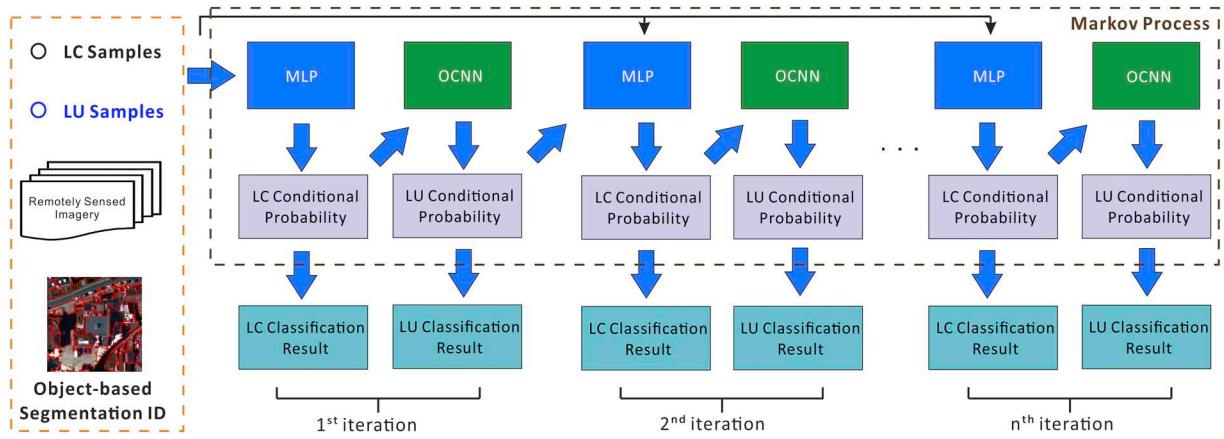 LC Samples
LU Samples
Remotely Sensed
Imagery
Object-based
Segmentation ID
Markov Process
MLP
OCNN
MLP
OCNN
MLP
OCNN
. . .
LC Conditional
Probability
LU Conditional
Probability
LC Conditional
Probability
LU Conditional
Probability
LC Conditional
Probability
LU Conditional
Probability
LC Classification
Result
LU Classification
Result
LC Classification
Result
LU Classification
Result
LC Classification
Result
LU Classification
Result
1st iteration
2nd iteration
nth iteration